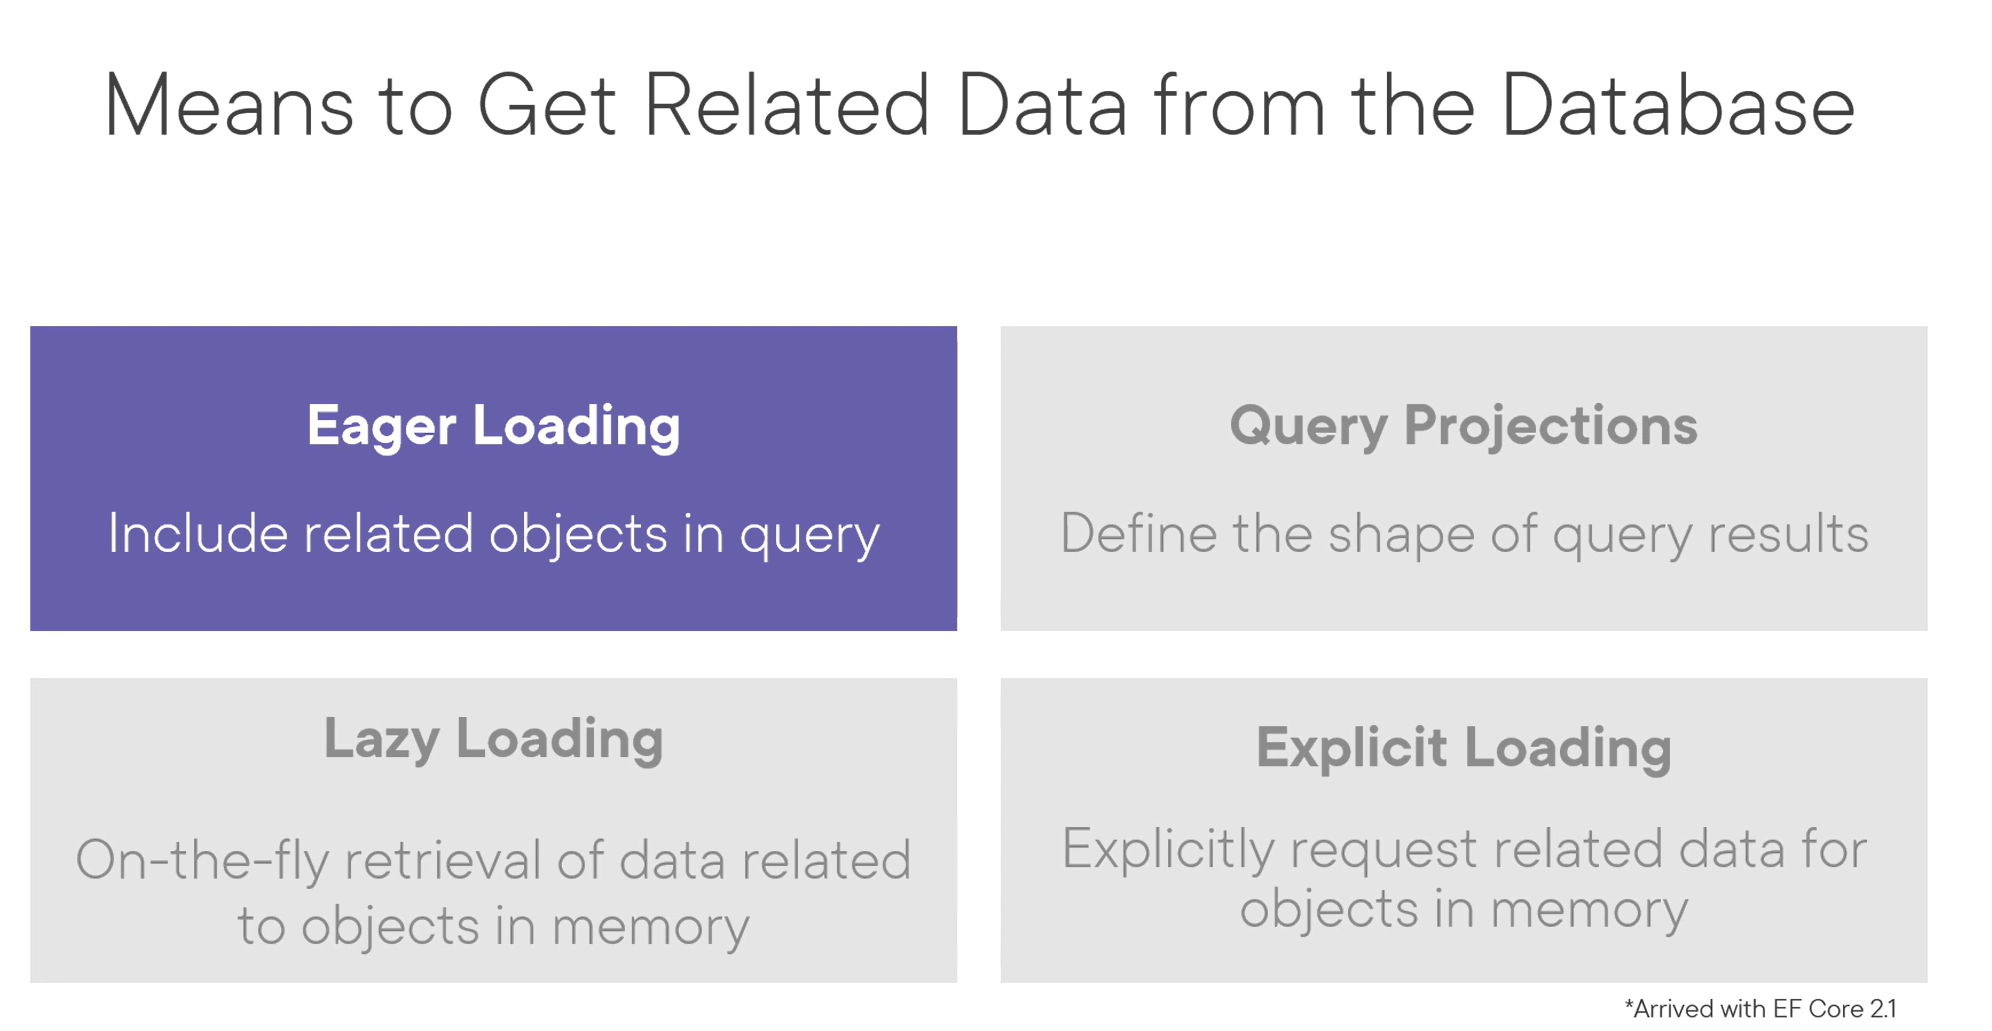 Means to Get Related Data from the Database
Eager Loading
Include related objects in query
Query Projections
Define the shape of query results
Lazy Loading
On-the-fly retrieval of data related
to objects in memory
Explicit Loading
Explicitly request related data for
objects in memory
*Arrived with EF Core 2.1